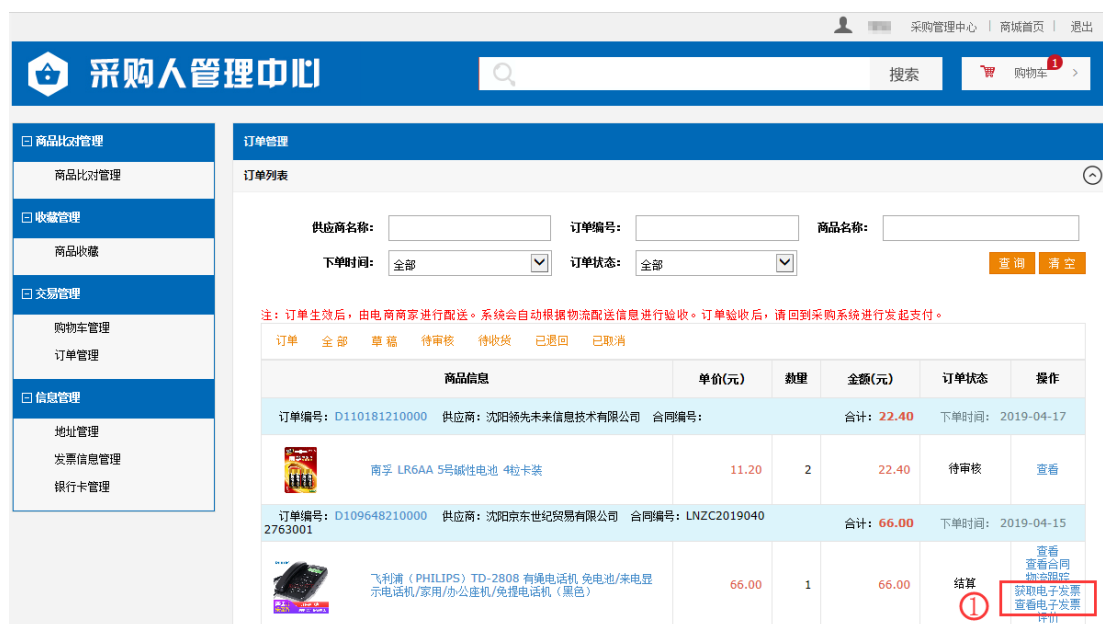 采购管理中心 | 商城首页 | 退出
采购人管理中心
搜索
购物车 1 >
商品比对管理
商品比对管理
收藏管理
商品收藏
交易管理
购物车管理
订单管理
信息管理
地址管理
发票信息管理
银行卡管理
订单管理
订单列表
供应商名称： 订单编号： 商品名称：
下单时间： 全部 订单状态： 全部
查询 清空
注：订单生效后，由电商商家进行配送。系统会自动根据物流配送信息进行验收。订单验收后，请回到采购系统进行发起支付。
订单 全部 草稿 待审核 待收货 已退回 已取消
商品信息 单价(元) 数量 金额(元) 订单状态 操作
订单编号：D110181210000 供应商：沈阳领先未来信息技术有限公司 合同编号： 合计：22.40 下单时间：2019-04-17
南孚 LR6AA 5号碱性电池 4粒卡装 11.20 2 22.40 待审核 查看
订单编号：D109648210000 供应商：沈阳京东世纪贸易有限公司 合同编号：LNZC2019040
2763001 合计：66.00 下单时间：2019-04-15
飞利浦（PHILIPS）TD-2808 有绳电话机 免电池/来电显
示电话机/家用/办公座机/免提电话机（黑色） 66.00 1 66.00 结算
查看
查看合同
物流跟踪
获取电子发票
① 查看电子发票
评价